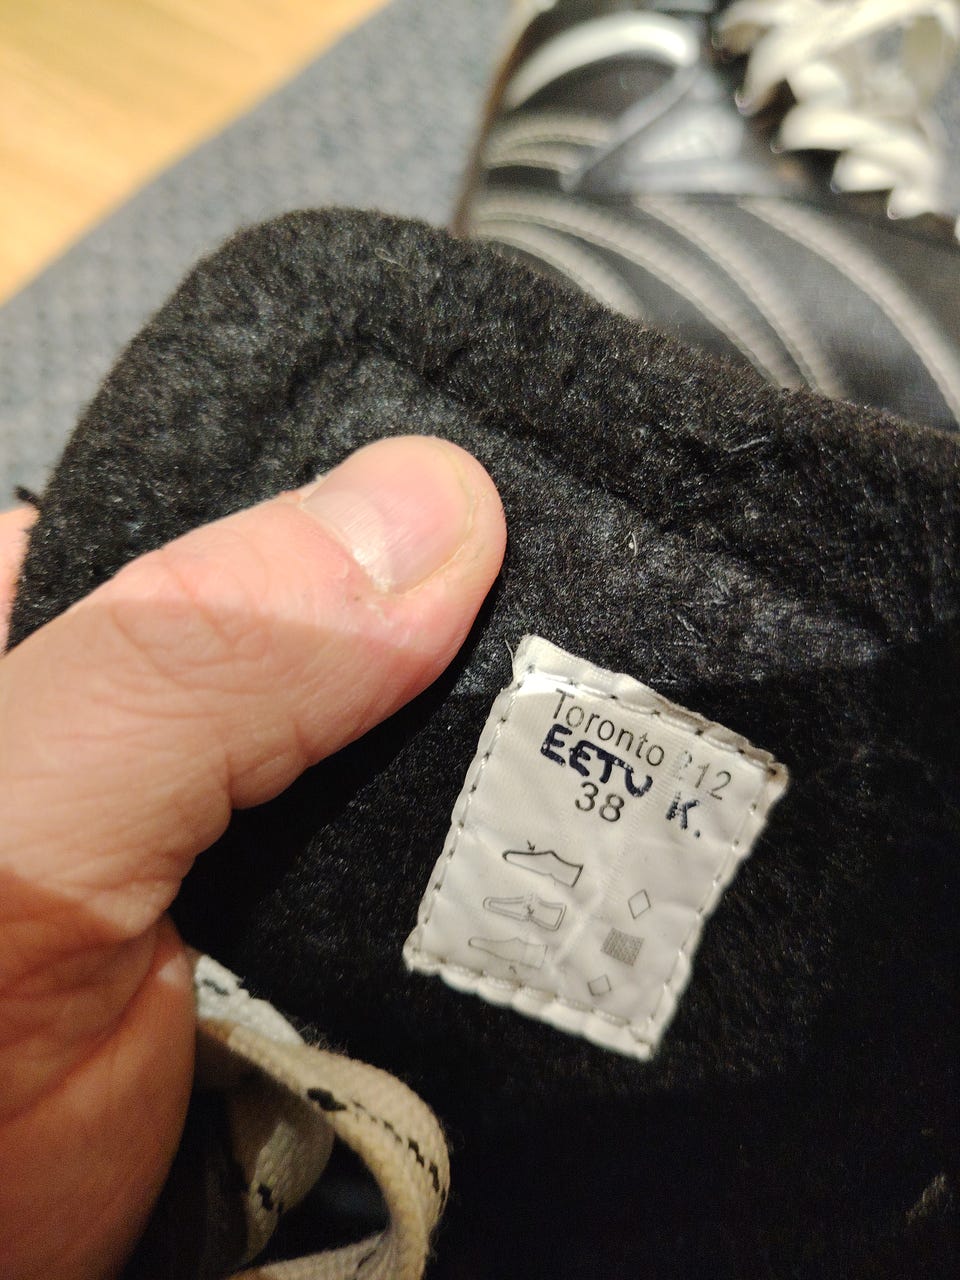 Toronto 212
EETU K.
38